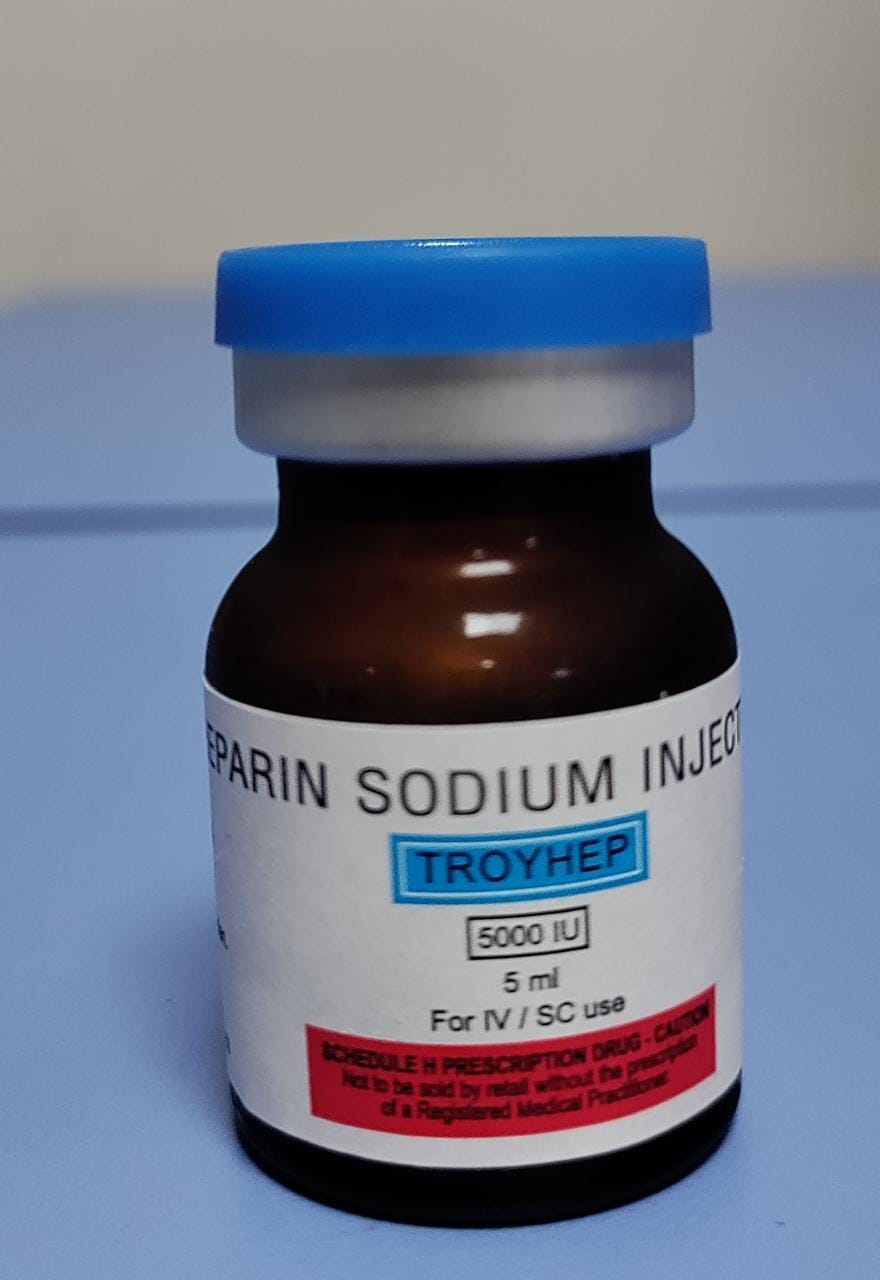 EPARIN SODIUM INJECT
TROYHEP
5000 IU
5 ml
For IV / SC use
SCHEDULE H PRESCRIPTION DRUG - CAUTION
Not to be sold by retail without the prescription
of a Registered Medical Practitioner.